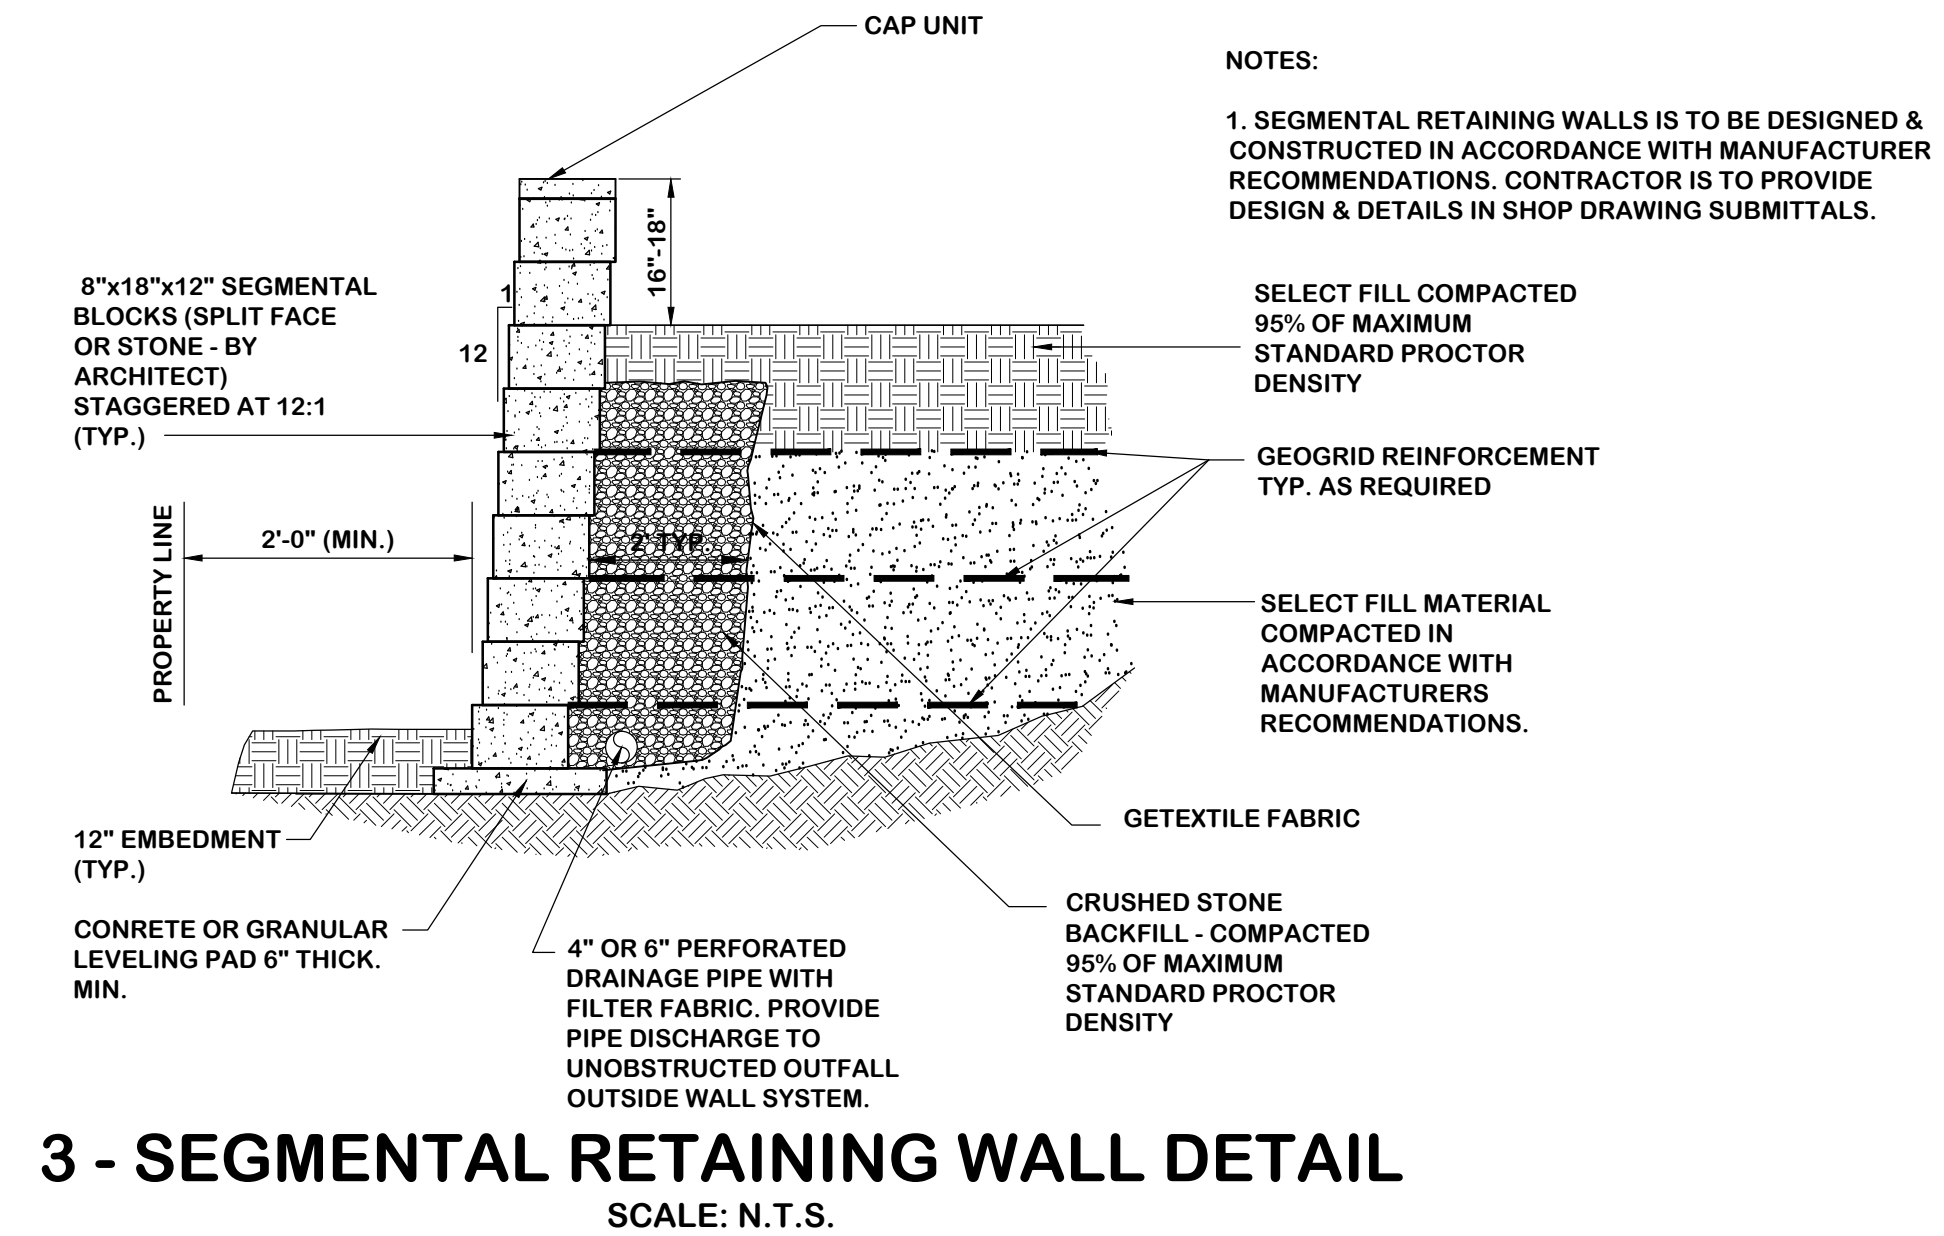 CAP UNIT
NOTES:
1. SEGMENTAL RETAINING WALLS IS TO BE DESIGNED &
CONSTRUCTED IN ACCORDANCE WITH MANUFACTURER
RECOMMENDATIONS. CONTRACTOR IS TO PROVIDE
DESIGN & DETAILS IN SHOP DRAWING SUBMITTALS.
16"-18"
8"x18"x12" SEGMENTAL
BLOCKS (SPLIT FACE
OR STONE - BY
ARCHITECT)
STAGGERED AT 12:1
(TYP.)
1
12
SELECT FILL COMPACTED
95% OF MAXIMUM
STANDARD PROCTOR
DENSITY
GEOGRID REINFORCEMENT
TYP. AS REQUIRED
PROPERTY LINE
2'-0" (MIN.)
2' TYP.
SELECT FILL MATERIAL
COMPACTED IN
ACCORDANCE WITH
MANUFACTURERS
RECOMMENDATIONS.
GETEXTILE FABRIC
12" EMBEDMENT
(TYP.)
CONRETE OR GRANULAR
LEVELING PAD 6" THICK.
MIN.
4" OR 6" PERFORATED
DRAINAGE PIPE WITH
FILTER FABRIC. PROVIDE
PIPE DISCHARGE TO
UNOBSTRUCTED OUTFALL
OUTSIDE WALL SYSTEM.
CRUSHED STONE
BACKFILL - COMPACTED
95% OF MAXIMUM
STANDARD PROCTOR
DENSITY
3 - SEGMENTAL RETAINING WALL DETAIL
SCALE: N.T.S.